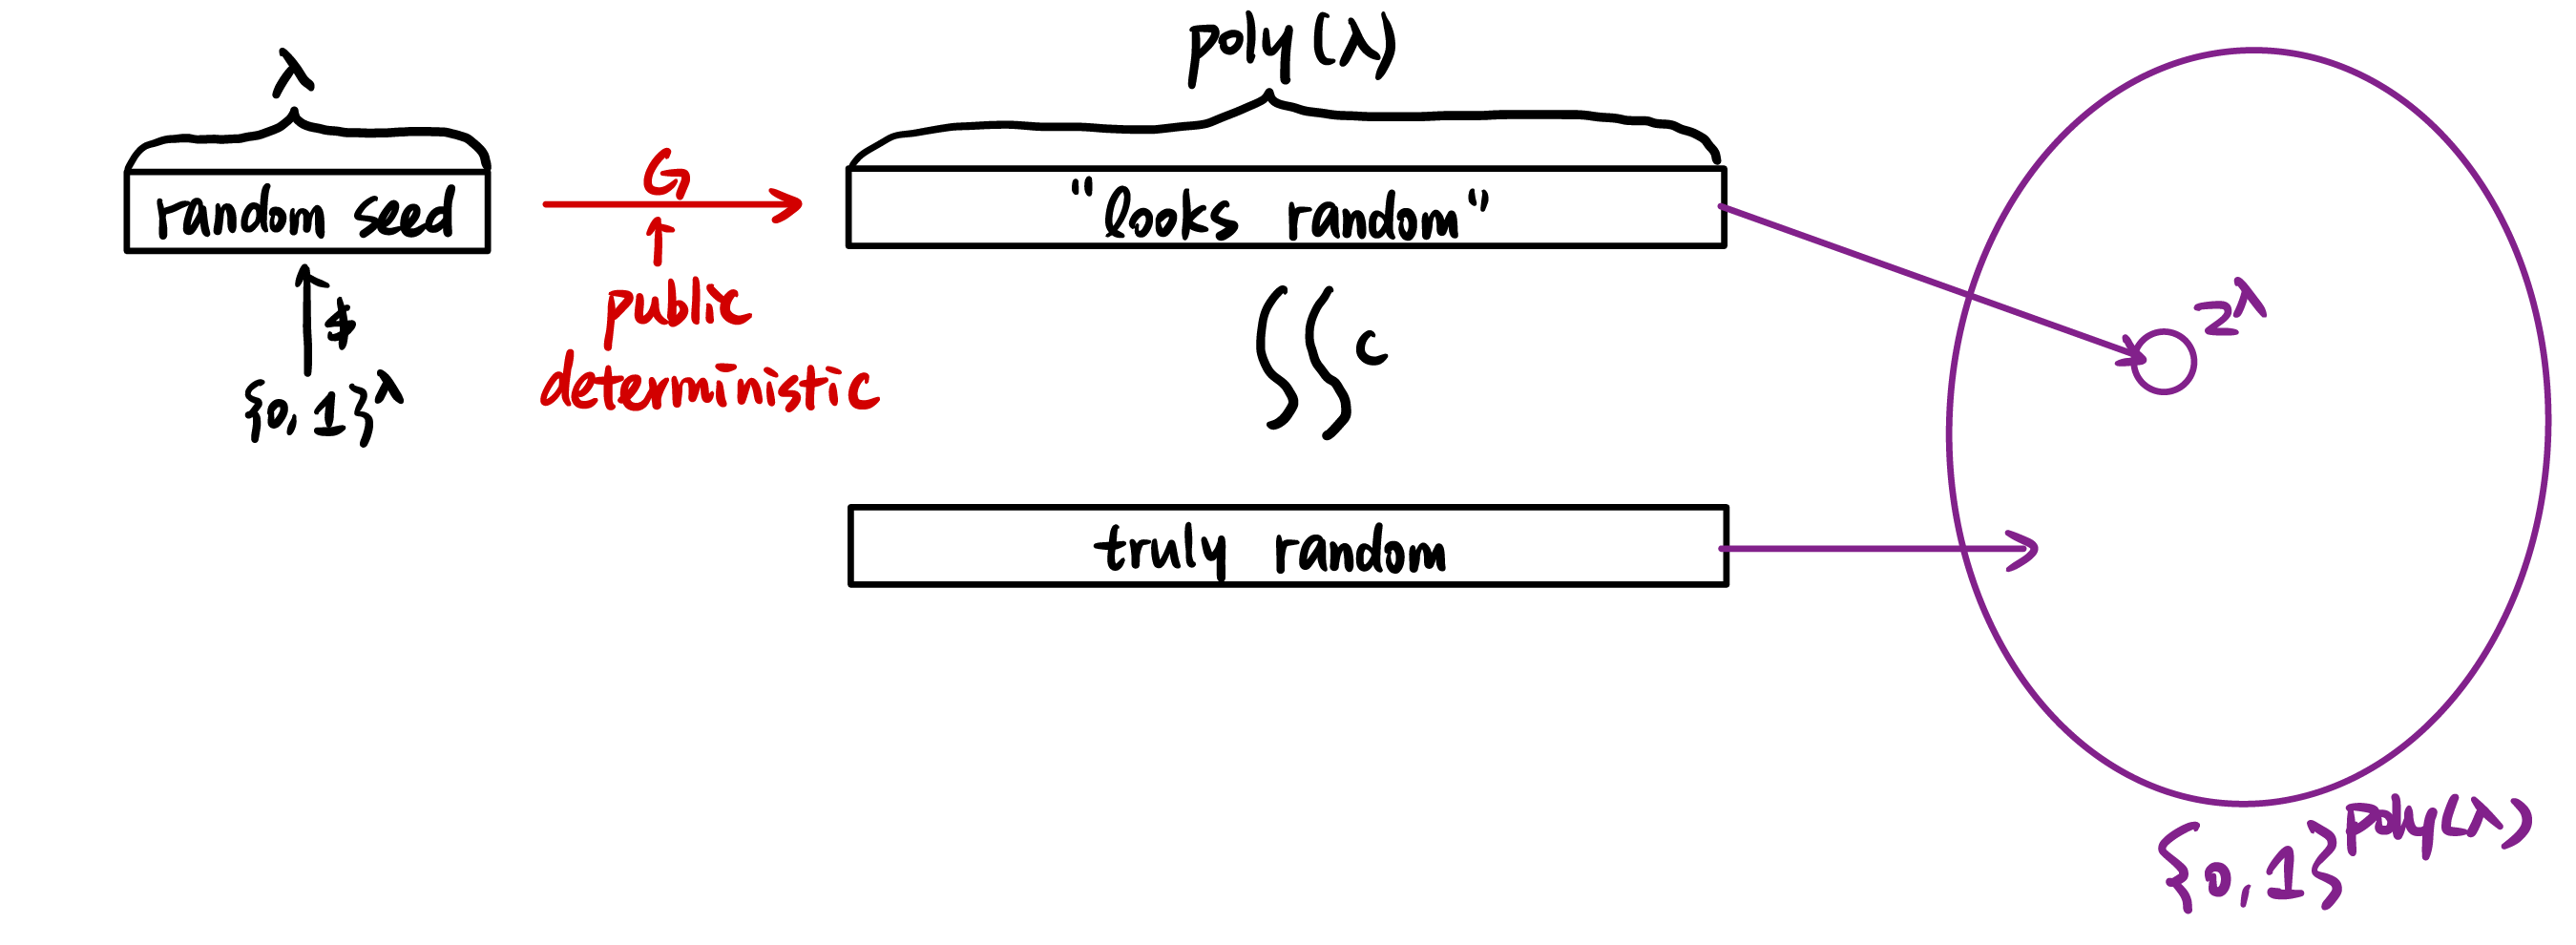 λ
random seed
$
{0,1}^λ
G
public
deterministic
poly(λ)
"looks random"
c
truly random
2^λ
{0,1}^poly(λ)